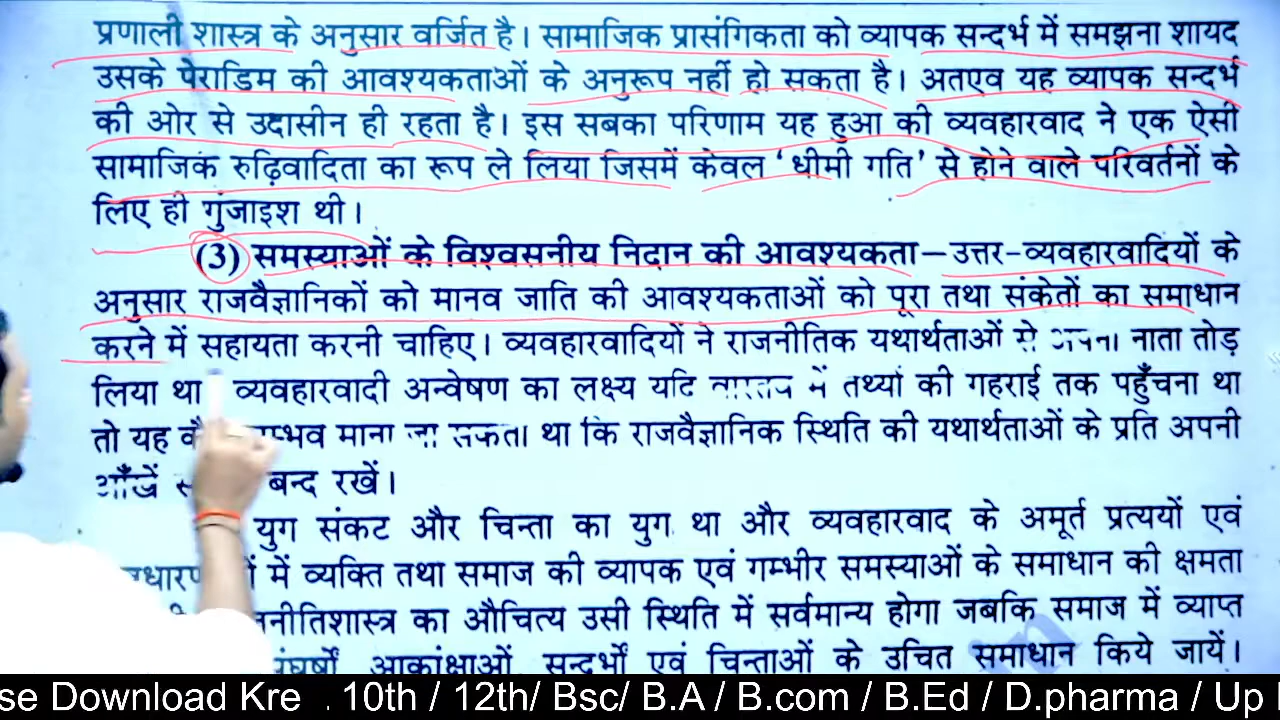 प्रणाली शास्त्र के अनुसार वर्जित है। सामाजिक प्रासंगिकता को व्यापक सन्दर्भ में समझना शायद
उसके पेराडिम की आवश्यकताओं के अनुरूप नहीं हो सकता है। अतएव यह व्यापक सन्दर्भ
की ओर से उदासीन ही रहता है। इस सबका परिणाम यह हुआ की व्यवहारवाद ने एक ऐसी
सामाजिक रुढ़िवादिता का रूप ले लिया जिसमें केवल ‘धीमी गति’ से होने वाले परिवर्तनों के
लिए ही गुंजाइश थी।
(3) समस्याओं के विश्वसनीय निदान की आवश्यकता—उत्तर-व्यवहारवादियों के
अनुसार राजवैज्ञानिकों को मानव जाति की आवश्यकताओं को पूरा तथा संकेतों का समाधान
करने में सहायता करनी चाहिए। व्यवहारवादियों ने राजनीतिक यथार्थताओं से अपना नाता तोड़
लिया था व्यवहारवादी अन्वेषण का लक्ष्य यदि वास्तव में तथ्यों की गहराई तक पहुँचना था
तो यह माना जा सकता था कि राजवैज्ञानिक स्थिति की यथार्थताओं के प्रति अपनी
आँखें बन्द रखें।
युग संकट और चिन्ता का युग था और व्यवहारवाद के अमूर्त प्रत्ययों एवं
में व्यक्ति तथा समाज की व्यापक एवं गम्भीर समस्याओं के समाधान की क्षमता
का औचित्य उसी स्थिति में सर्वमान्य होगा जबकि समाज में व्याप्त
संघर्षों, आकांक्षाओं, सन्दर्भों एवं चिन्ताओं के उचित समाधान किये जायें।
se Download Kre . 10th / 12th/ Bsc/ B.A / B.com / B.Ed / D.pharma / Up